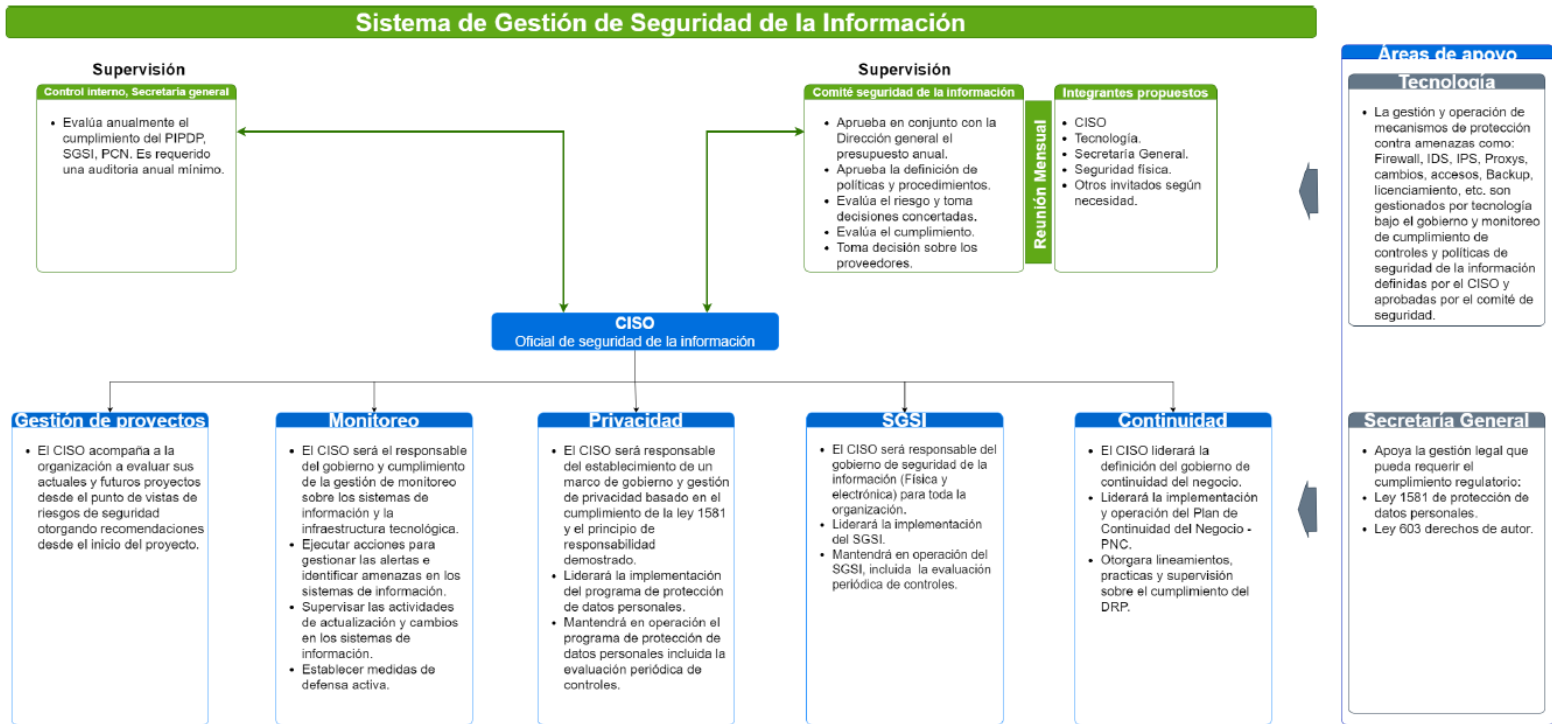 Sistema de Gestión de Seguridad de la Información
Supervisión
Control interno, Secretaría general
• Evalúa anualmente el
cumplimiento del PIPDP,
SGSI, PCN. Es requerido
una auditoria anual mínimo.
Supervisión
Comité seguridad de la información
• Aprueba en conjunto con la
Dirección general el
presupuesto anual.
• Aprueba la definición de
políticas y procedimientos.
• Evalúa el riesgo y toma
decisiones concertadas.
• Evalúa el cumplimiento.
• Toma decisión sobre los
proveedores.
Reunión Mensual
Integrantes propuestos
• CISO
• Tecnología.
• Secretaría General.
• Seguridad física.
• Otros invitados según
necesidad.
Áreas de apoyo
Tecnología
• La gestión y operación de
mecanismos de protección
contra amenazas como:
Firewall, IDS, IPS, Proxys,
cambios, accesos, Backup,
licenciamiento, etc. son
gestionados por tecnología
bajo el gobierno y monitoreo
de cumplimiento de
controles y políticas de
seguridad de la información
definidas por el CISO y
aprobadas por el comité de
seguridad.
CISO
Oficial de seguridad de la información
Gestión de proyectos
• El CISO acompaña a la
organización a evaluar sus
actuales y futuros proyectos
desde el punto de vistas de
riesgos de seguridad
otorgando recomendaciones
desde el inicio del proyecto.
Monitoreo
• El CISO será el responsable
del gobierno y cumplimiento
de la gestión de monitoreo
sobre los sistemas de
información y la
infraestructura tecnológica.
• Ejecutar acciones para
gestionar las alertas e
identificar amenazas en los
sistemas de información.
• Supervisar las actividades
de actualización y cambios
en los sistemas de
información.
• Establecer medidas de
defensa activa.
Privacidad
• El CISO será responsable
del establecimiento de un
marco de gobierno y gestión
de privacidad basado en el
cumplimiento de la ley 1581
y el principio de
responsabilidad
demostrado.
• Liderará la implementación
del programa de protección
de datos personales.
• Mantendrá en operación el
programa de protección de
datos personales incluida la
evaluación periódica de
controles.
SGSI
• El CISO será responsable del
gobierno de seguridad de la
información (Física y
electrónica) para toda la
organización.
• Liderará la implementación
del SGSI.
• Mantendrá en operación del
SGSI, incluida la evaluación
periódica de controles.
Continuidad
• El CISO liderará la
definición del gobierno de
continuidad del negocio.
• Liderará la implementación
y operación del Plan de
Continuidad del Negocio -
PNC.
• Otorgara lineamientos,
practicas y supervisión
sobre el cumplimiento del
DRP.
Secretaría General
• Apoya la gestión legal que
pueda requerir el
cumplimiento regulatorio:
• Ley 1581 de protección de
datos personales.
• Ley 603 derechos de autor.